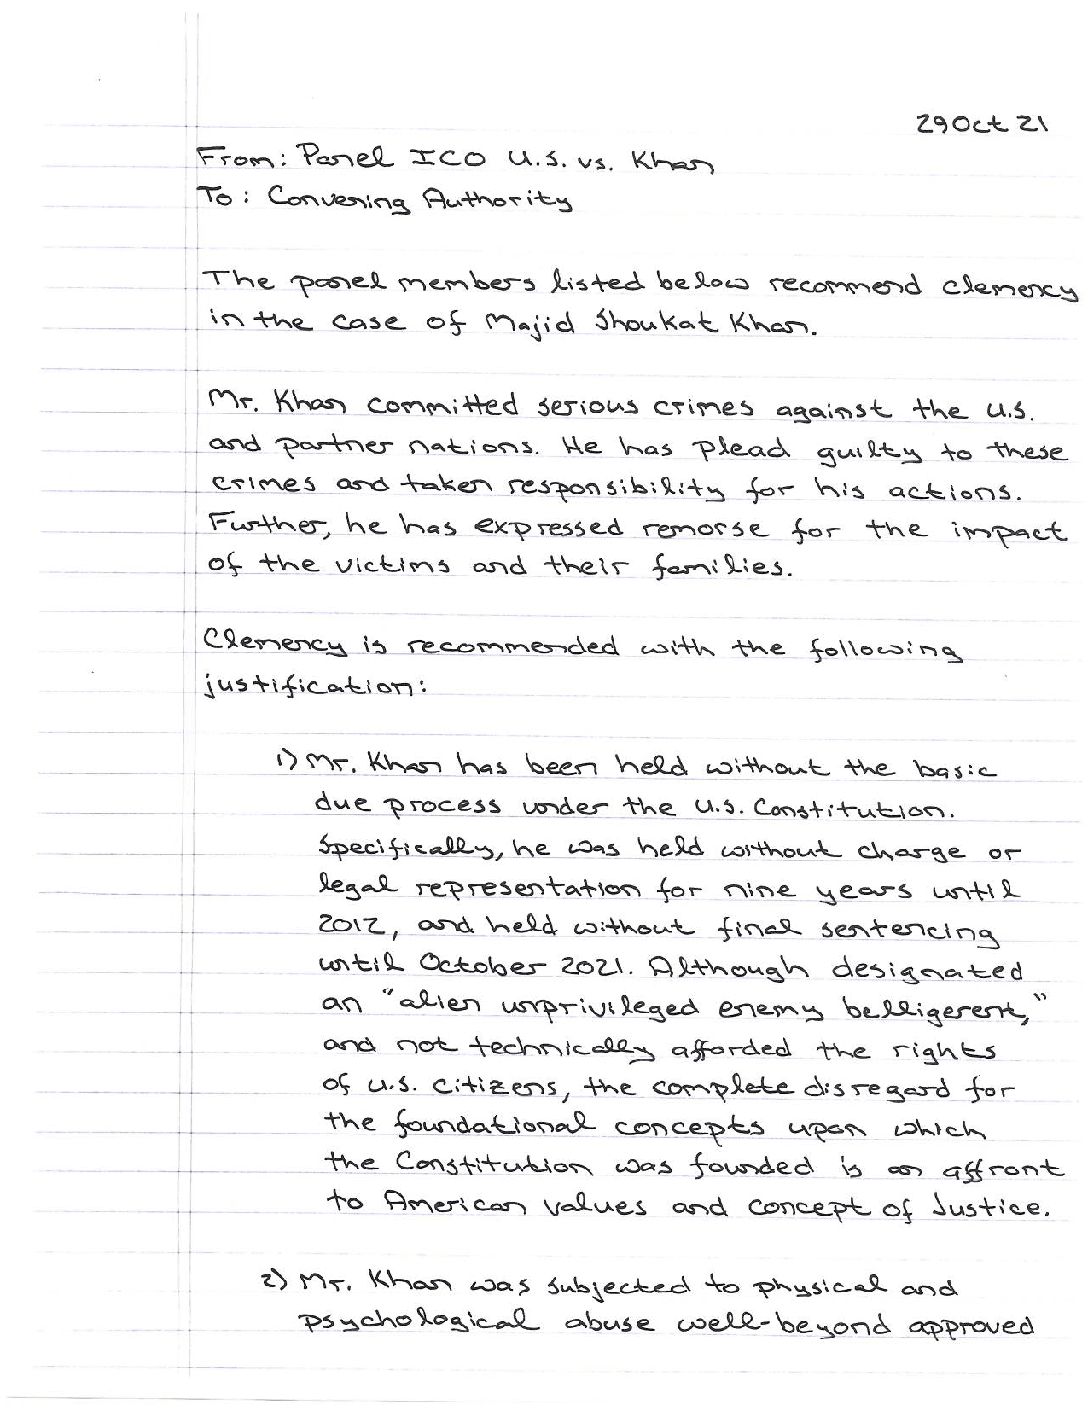 29 Oct 21
From: Panel ICO U.S. vs. Khan
To: Convening Authority
The panel members listed below recommend clemency
in the case of Majid Shoukat Khan.
Mr. Khan committed serious crimes against the U.S.
and partner nations. He has plead guilty to these
crimes and taken responsibility for his actions.
Further, he has expressed remorse for the impact
of the victims and their families.
Clemency is recommended with the following
justification:
1) Mr. Khan has been held without the basic
due process under the U.S. Constitution.
Specifically, he was held without charge or
legal representation for nine years until
2012, and held without final sentencing
until October 2021. Although designated
an "alien unprivileged enemy belligerent,"
and not technically afforded the rights
of U.S. citizens, the complete disregard for
the foundational concepts upon which
the Constitution was founded is an affront
to American values and concept of Justice.
2) Mr. Khan was subjected to physical and
psychological abuse well-beyond approved